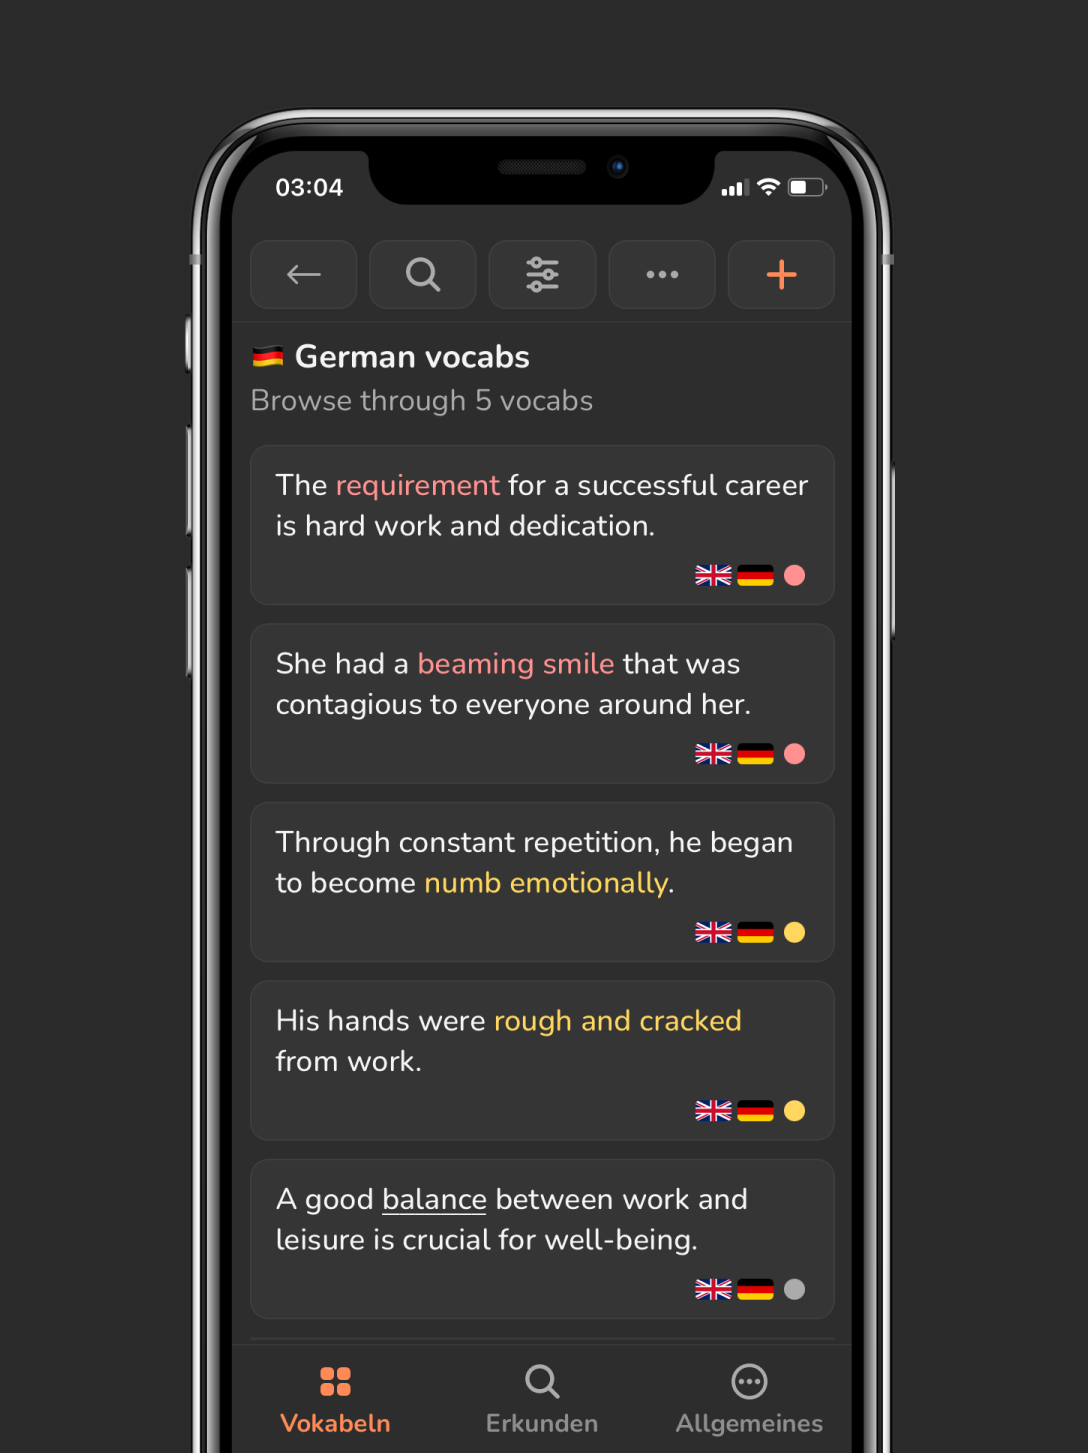 03:04
German vocabs
Browse through 5 vocabs
The requirement for a successful career
is hard work and dedication.
She had a beaming smile that was
contagious to everyone around her.
Through constant repetition, he began
to become numb emotionally.
His hands were rough and cracked
from work.
A good balance between work and
leisure is crucial for well-being.
Vokabeln
Erkunden
Allgemeines